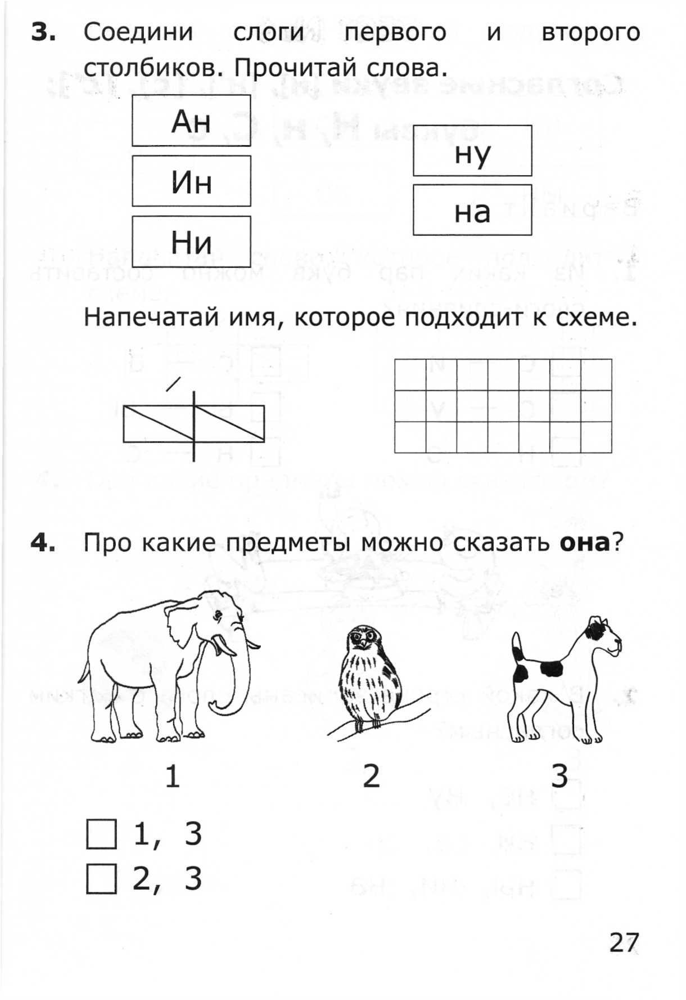 3. Соедини слоги первого и второго
столбиков. Прочитай слова.
Ан
Ин
Ни
ну
на
Напечатай имя, которое подходит к схеме.
4. Про какие предметы можно сказать она?
1 2 3
1, 3
2, 3
27